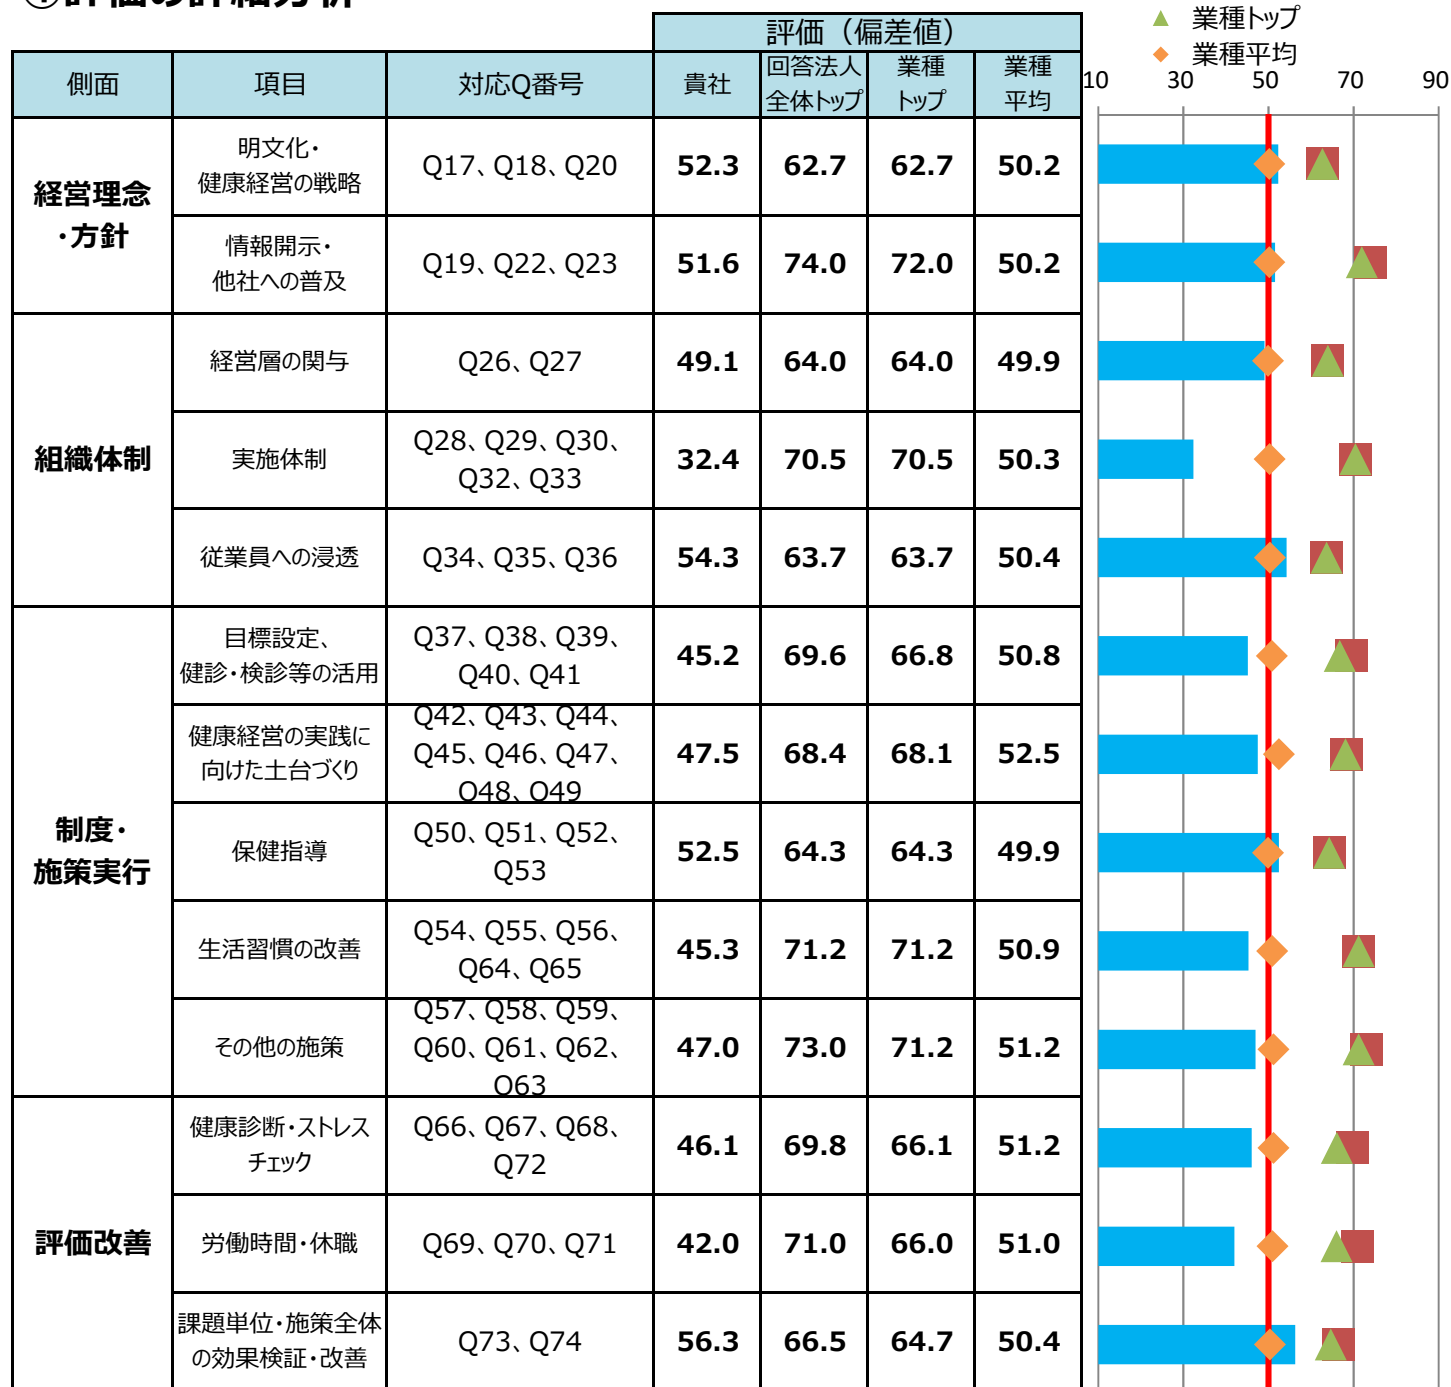 ①評価の詳細分析
業種トップ
業種平均
評価（偏差値）
側面 項目 対応Q番号 貴社 回答法人 業種 業種
全体トップ トップ 平均
10 30 50 70 90
経営理念
・方針
明文化・
健康経営の戦略
Q17、Q18、Q20 52.3 62.7 62.7 50.2
情報開示・
他社への普及
Q19、Q22、Q23 51.6 74.0 72.0 50.2
組織体制
経営層の関与 Q26、Q27 49.1 64.0 64.0 49.9
実施体制
Q28、Q29、Q30、
Q32、Q33
32.4 70.5 70.5 50.3
従業員への浸透 Q34、Q35、Q36 54.3 63.7 63.7 50.4
制度・
施策実行
目標設定、
健診・検診等の活用
Q37、Q38、Q39、
Q40、Q41
45.2 69.6 66.8 50.8
健康経営の実践に
向けた土台づくり
Q42、Q43、Q44、
Q45、Q46、Q47、
Q48、Q49
47.5 68.4 68.1 52.5
保健指導
Q50、Q51、Q52、
Q53
52.5 64.3 64.3 49.9
生活習慣の改善
Q54、Q55、Q56、
Q64、Q65
45.3 71.2 71.2 50.9
その他の施策
Q57、Q58、Q59、
Q60、Q61、Q62、
Q63
47.0 73.0 71.2 51.2
評価改善
健康診断・ストレス
チェック
Q66、Q67、Q68、
Q72
46.1 69.8 66.1 51.2
労働時間・休職 Q69、Q70、Q71 42.0 71.0 66.0 51.0
課題単位・施策全体
の効果検証・改善
Q73、Q74 56.3 66.5 64.7 50.4